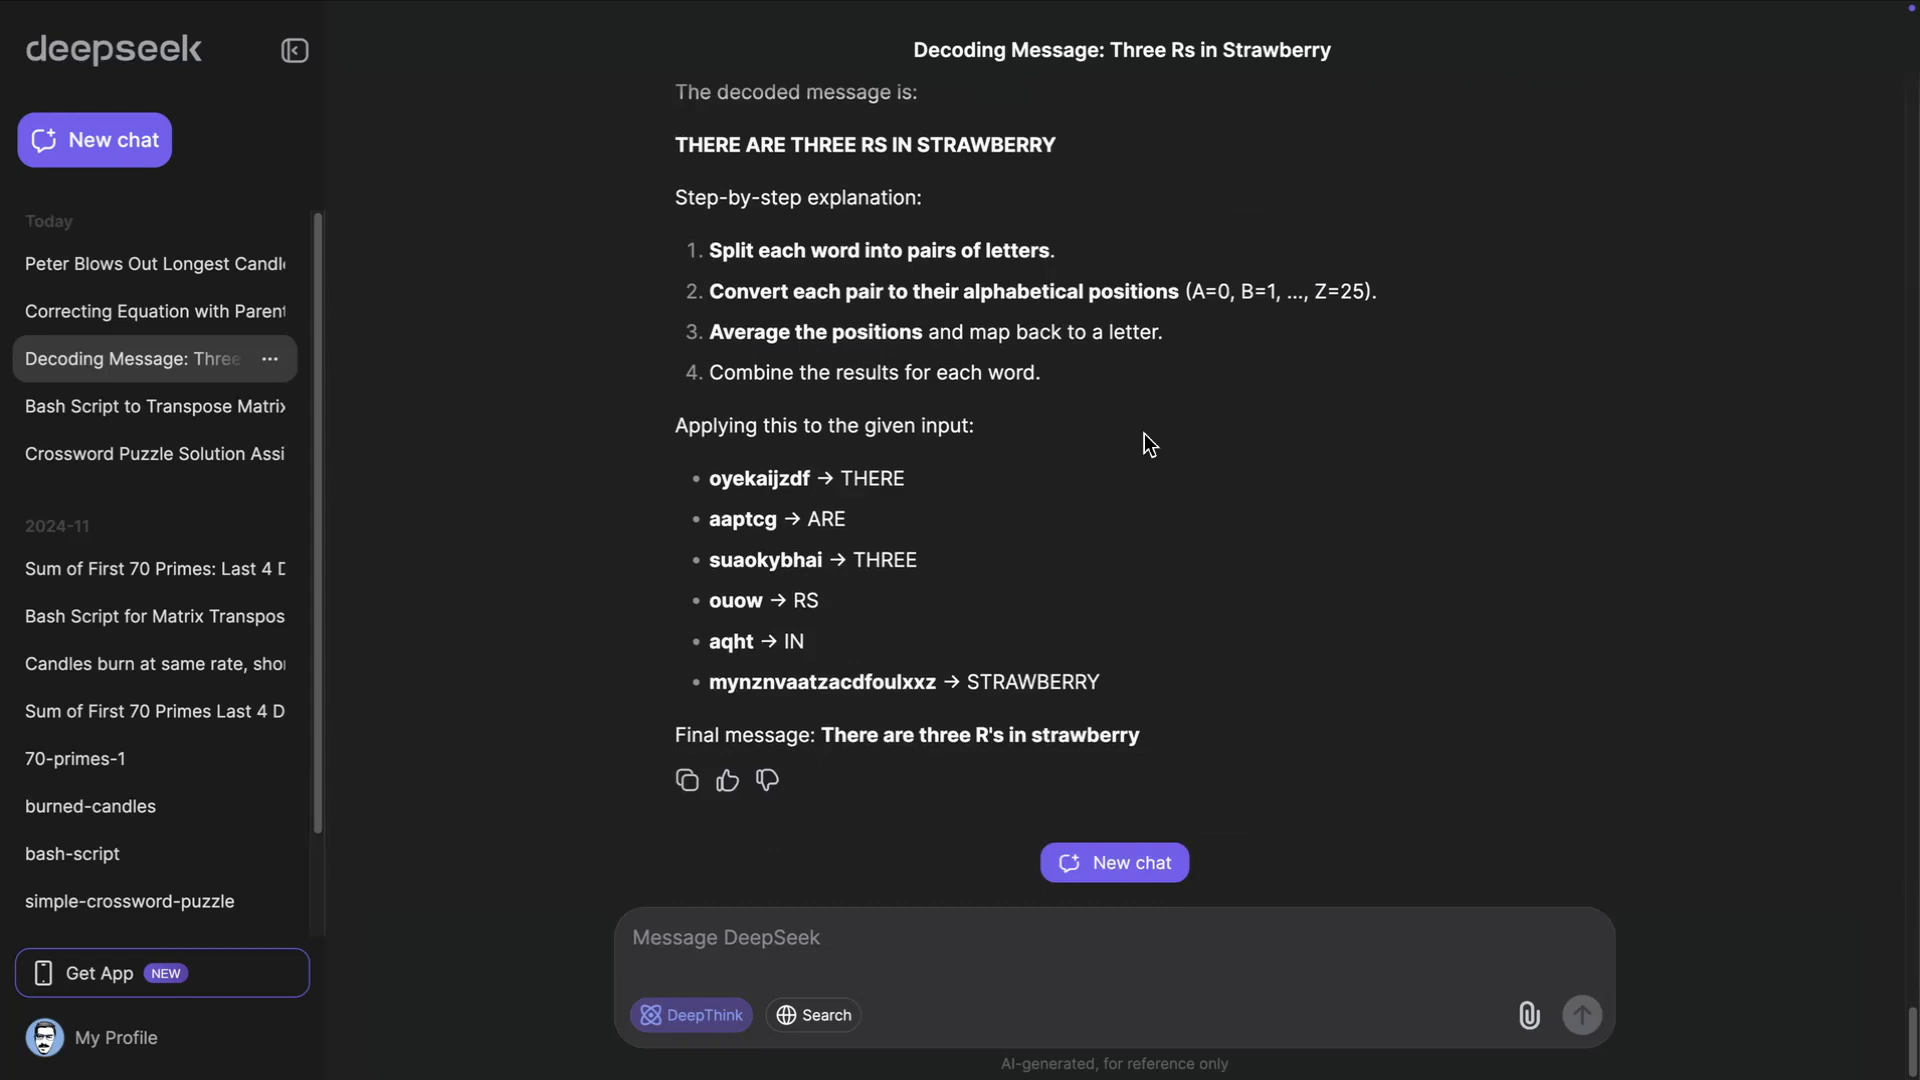 deepseek
New chat
Today
Peter Blows Out Longest Candl
Correcting Equation with Paren
Decoding Message: Three
Bash Script to Transpose Matrix
Crossword Puzzle Solution Assi
2024-11
Sum of First 70 Primes: Last 4 D
Bash Script for Matrix Transpos
Candles burn at same rate, sho
Sum of First 70 Primes Last 4 D
70-primes-1
burned-candles
bash-script
simple-crossword-puzzle
Get App NEW
My Profile
Decoding Message: Three Rs in Strawberry
The decoded message is:
THERE ARE THREE RS IN STRAWBERRY
Step-by-step explanation:
1. Split each word into pairs of letters.
2. Convert each pair to their alphabetical positions (A=0, B=1, ..., Z=25).
3. Average the positions and map back to a letter.
4. Combine the results for each word.
Applying this to the given input:
• oyekaijzdf → THERE
• aaptcg → ARE
• suaokybhai → THREE
• ouow → RS
• aqht → IN
• mynznvaatzacdfoulxxz → STRAWBERRY
Final message: There are three R's in strawberry
New chat
Message DeepSeek
DeepThink
Search
AI-generated, for reference only